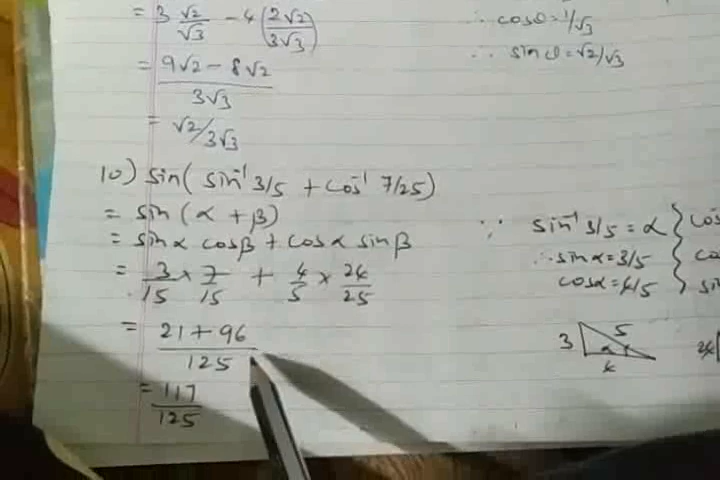 = 3 √2/√3 - 4(2√2/3√3)
= 9√2 - 8√2 / 3√3
= √2/3√3
∴ cosθ = 1/√3
∴ sinθ = √2/√3
10) sin( sin⁻¹ 3/5 + cos⁻¹ 7/25)
= sin (α + β)
= sinα cosβ + cosα sinβ
= 3/15 × 7/15 + 4/5 × 24/25
= 21 + 96 / 125
= 117/125
∵ sin⁻¹ 3/5 = α }
∴ sinα = 3/5
cosα = 4/5
3 5 α 4